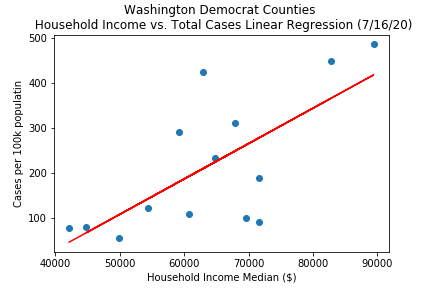 Washington Democrat Counties
Household Income vs. Total Cases Linear Regression (7/16/20)
500
400
300
200
100
Cases per 100k populatin
40000 50000 60000 70000 80000 90000
Household Income Median ($)